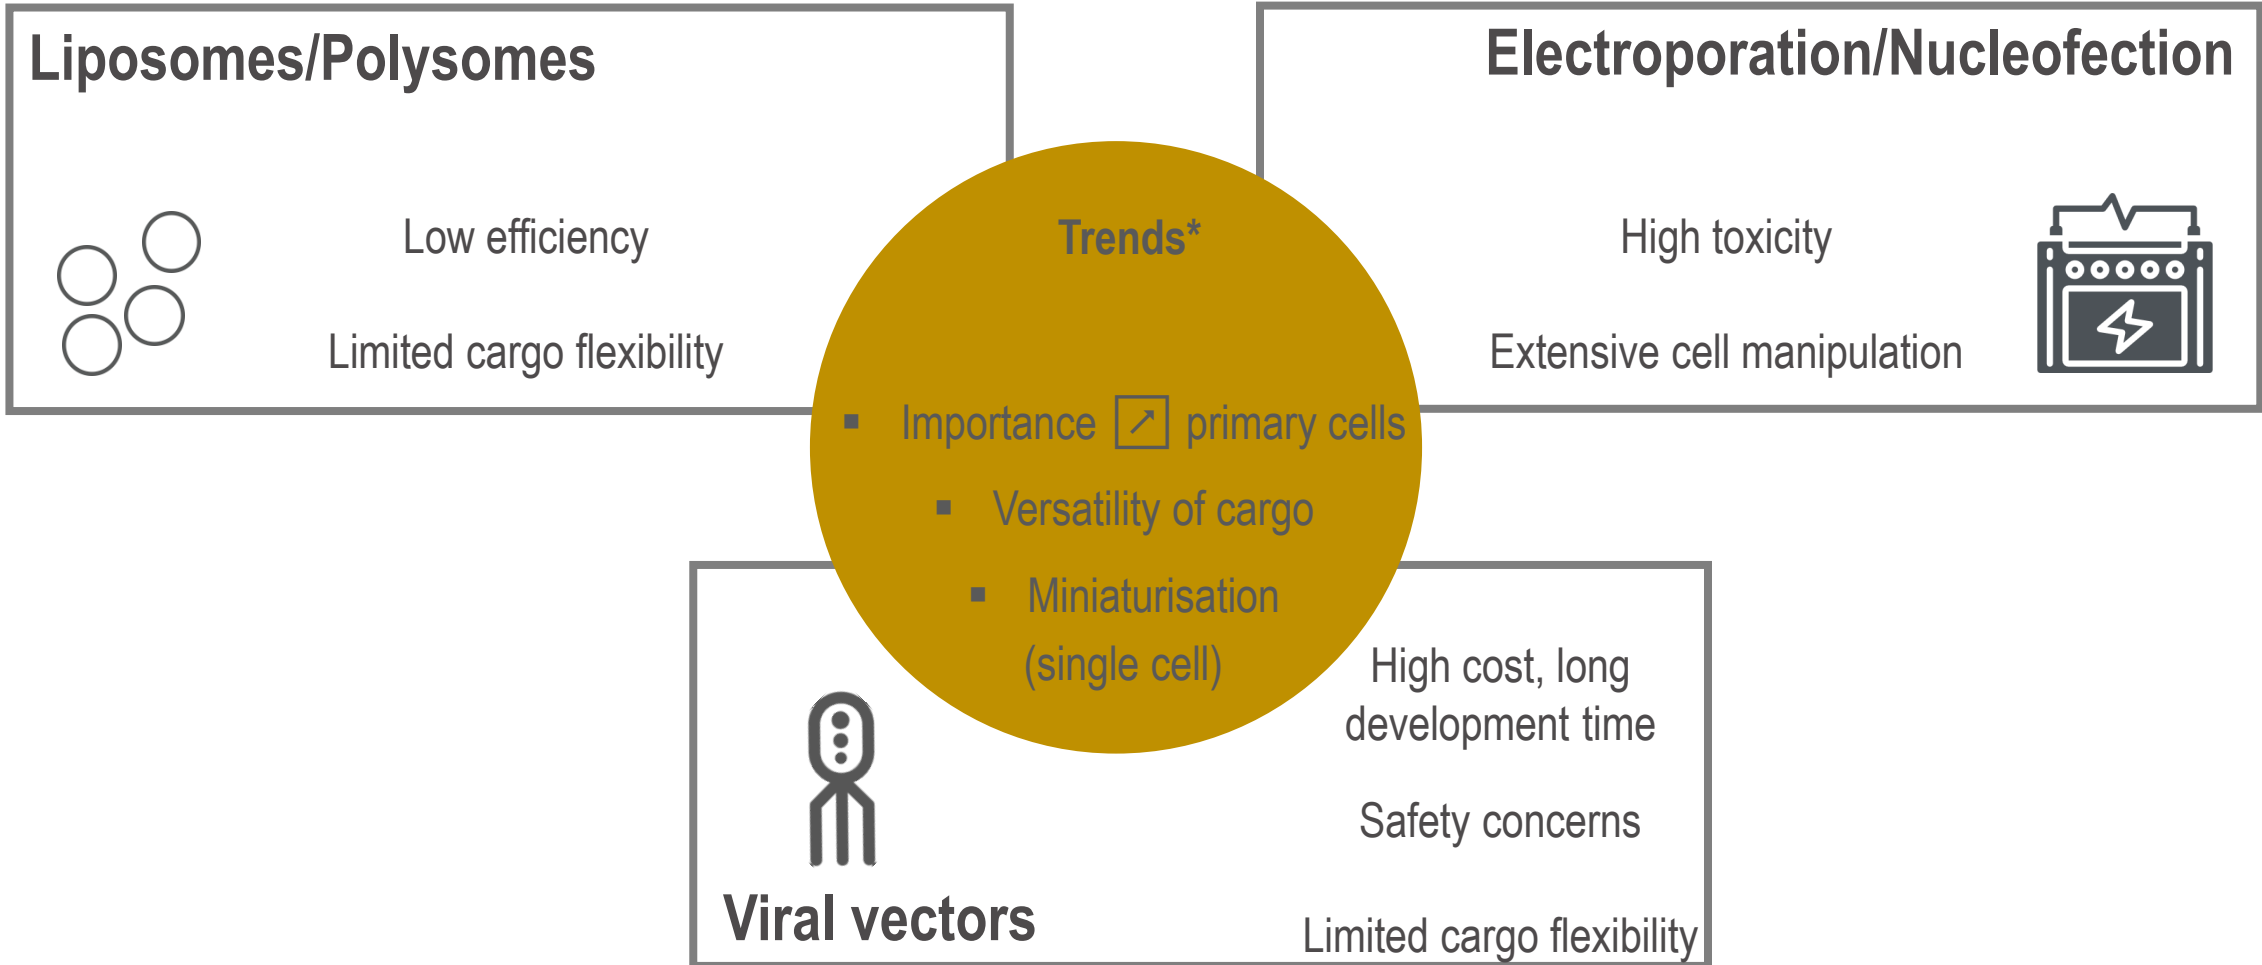 Liposomes/Polysomes
Low efficiency
Limited cargo flexibility
Electroporation/Nucleofection
High toxicity
Extensive cell manipulation
Trends*
▪ Importance ↗ primary cells
▪ Versatility of cargo
▪ Miniaturisation
(single cell)
Viral vectors
High cost, long
development time
Safety concerns
Limited cargo flexibility